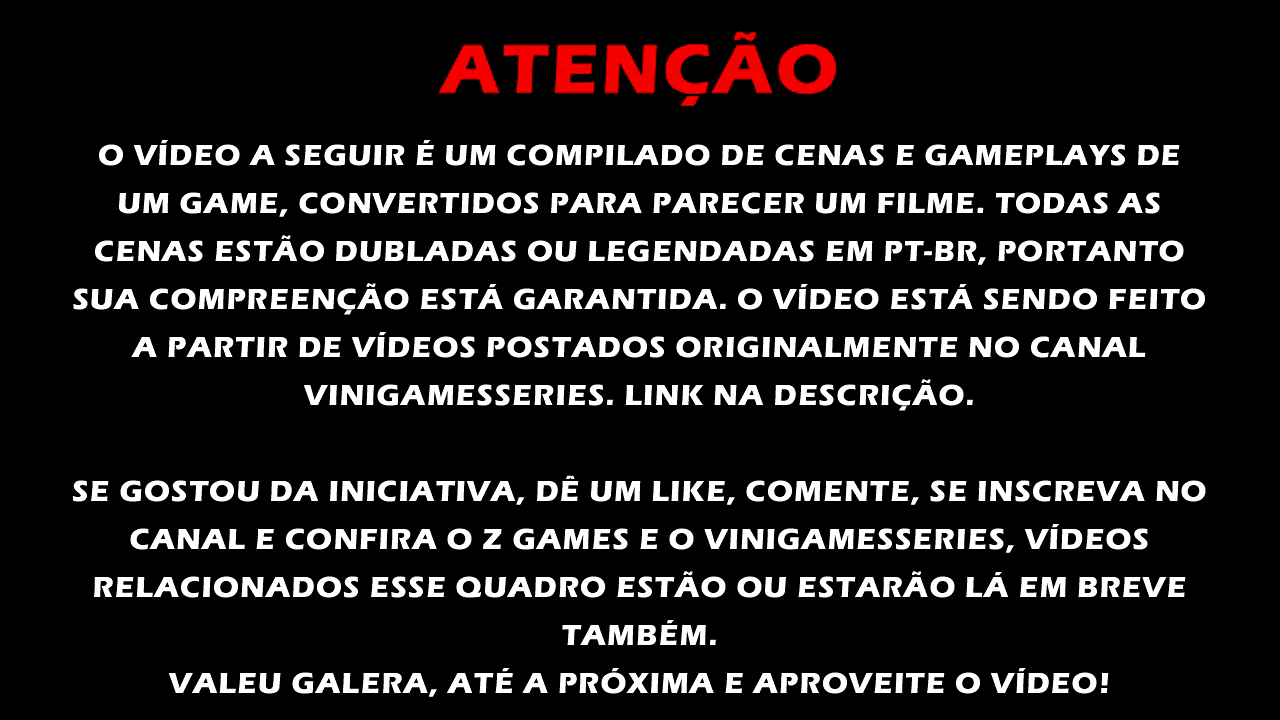 ATENÇÃO
O VÍDEO A SEGUIR É UM COMPILADO DE CENAS E GAMEPLAYS DE
UM GAME, CONVERTIDOS PARA PARECER UM FILME. TODAS AS
CENAS ESTÃO DUBLADAS OU LEGENDADAS EM PT-BR, PORTANTO
SUA COMPREENÇÃO ESTÁ GARANTIDA. O VÍDEO ESTÁ SENDO FEITO
A PARTIR DE VÍDEOS POSTADOS ORIGINALMENTE NO CANAL
VINIGAMESSERIES. LINK NA DESCRIÇÃO.
SE GOSTOU DA INICIATIVA, DÊ UM LIKE, COMENTE, SE INSCREVA NO
CANAL E CONFIRA O Z GAMES E O VINIGAMESSERIES, VÍDEOS
RELACIONADOS ESSE QUADRO ESTÃO OU ESTARÃO LÁ EM BREVE
TAMBÉM.
VALEU GALERA, ATÉ A PRÓXIMA E APROVEITE O VÍDEO!